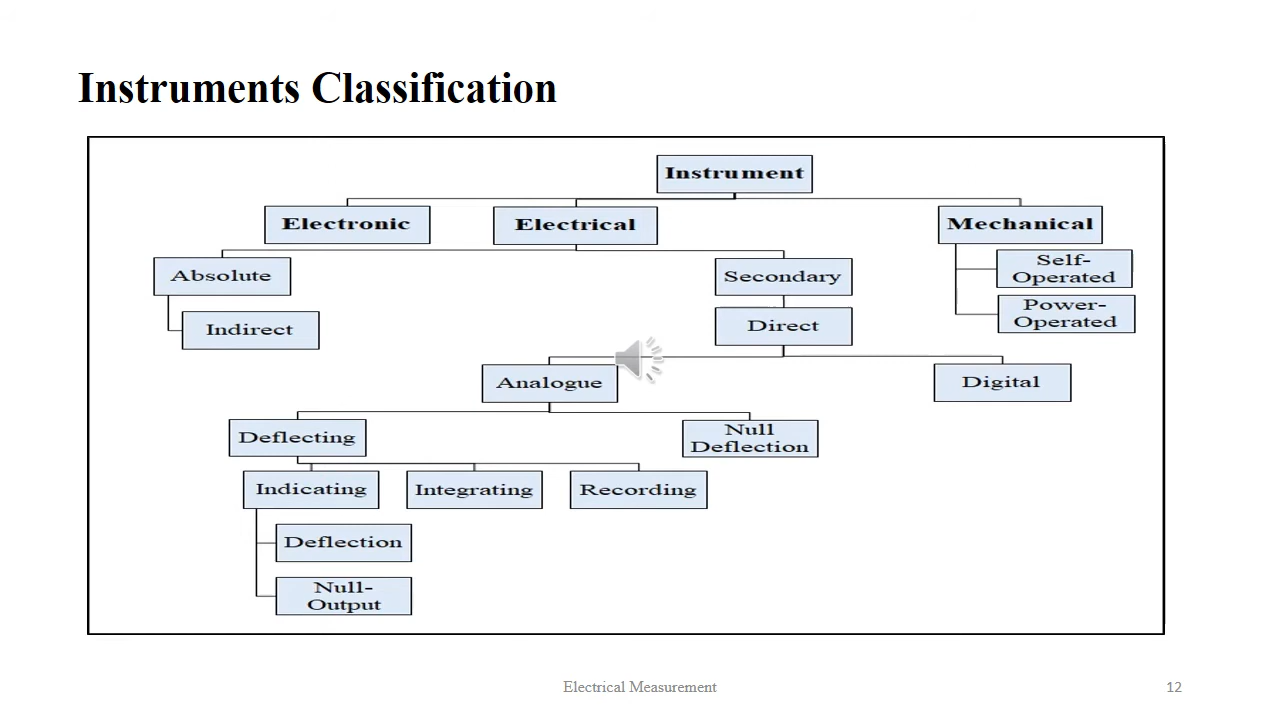 Instruments Classification
Instrument
Electronic
Electrical
Mechanical
Absolute
Secondary
Self-
Operated
Indirect
Direct
Power-
Operated
Analogue
Digital
Deflecting
Null
Deflection
Indicating
Integrating
Recording
Deflection
Null-
Output
Electrical Measurement
12